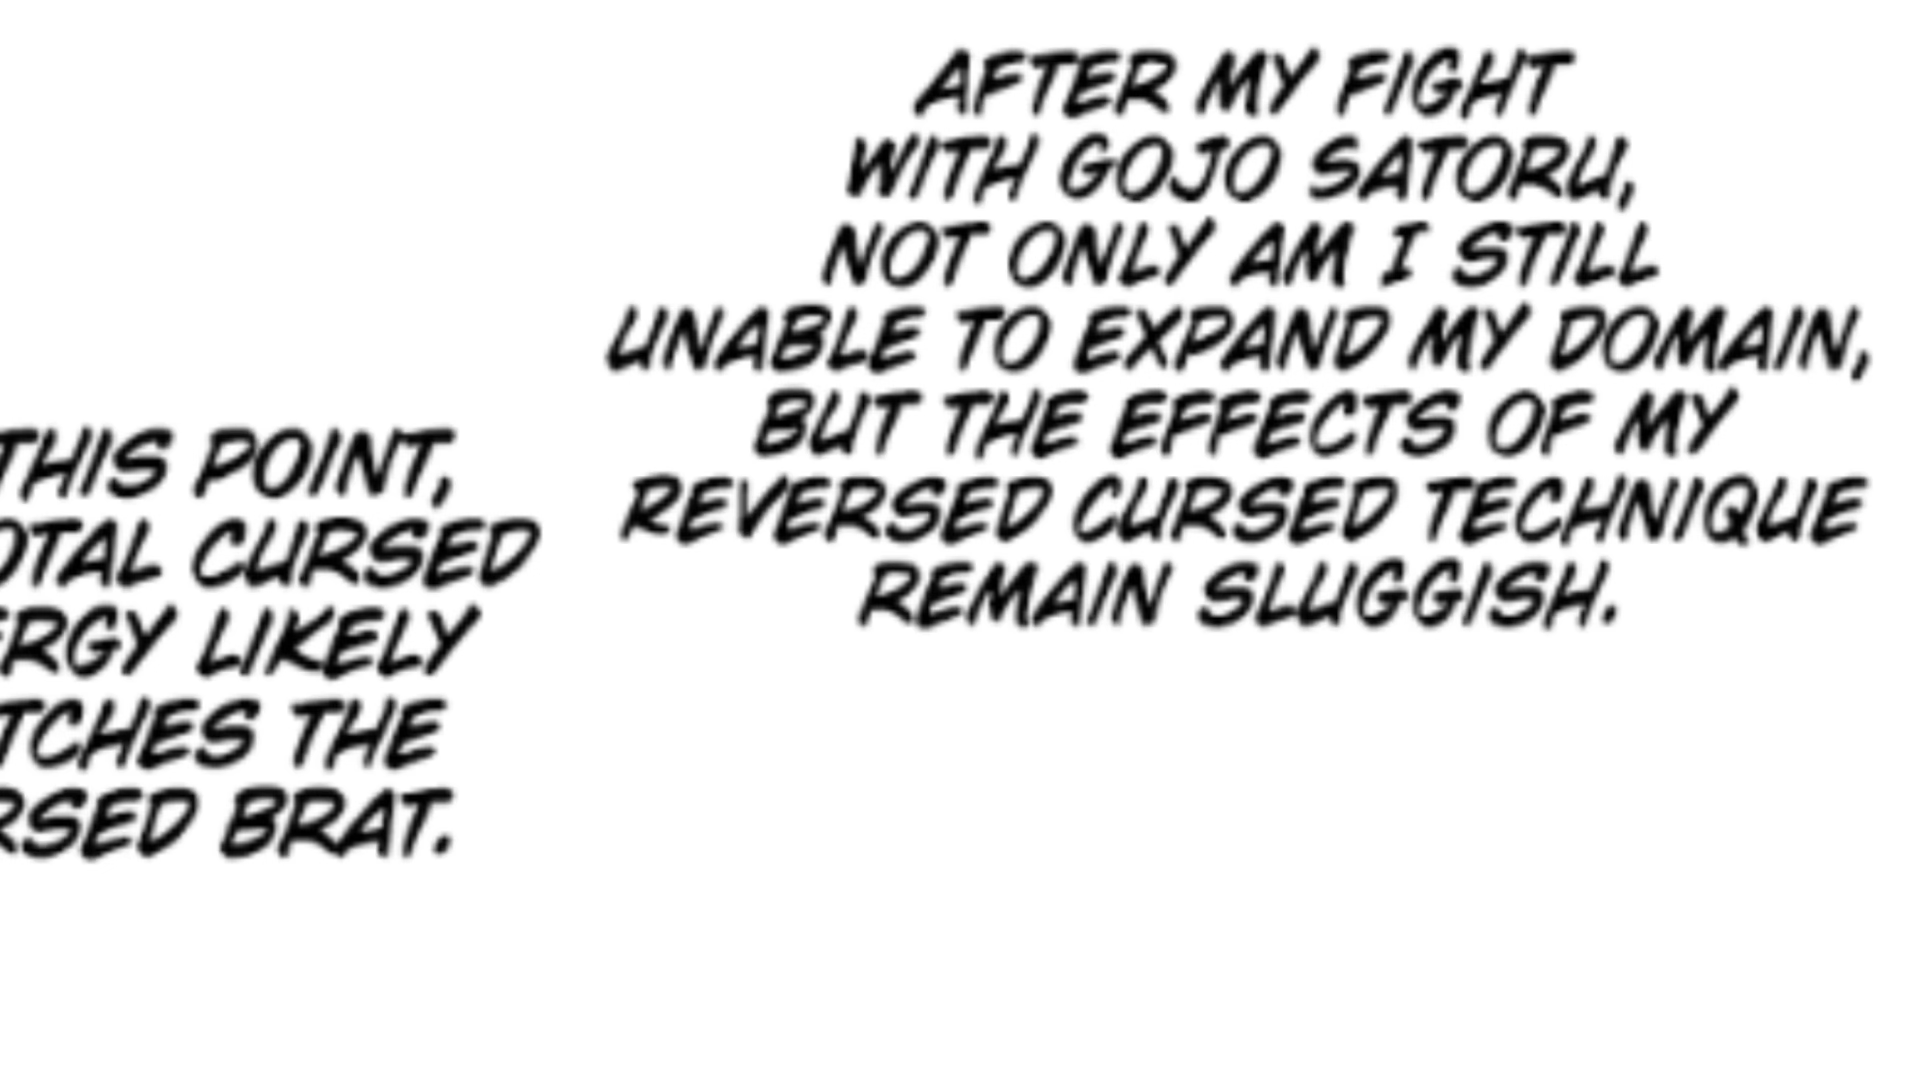 AFTER MY FIGHT
WITH GOJO SATORU,
NOT ONLY AM I STILL
UNABLE TO EXPAND MY DOMAIN,
BUT THE EFFECTS OF MY
REVERSED CURSED TECHNIQUE
REMAIN SLUGGISH.
THIS POINT,
OTAL CURSED
ERGY LIKELY
TCHES THE
RSED BRAT.